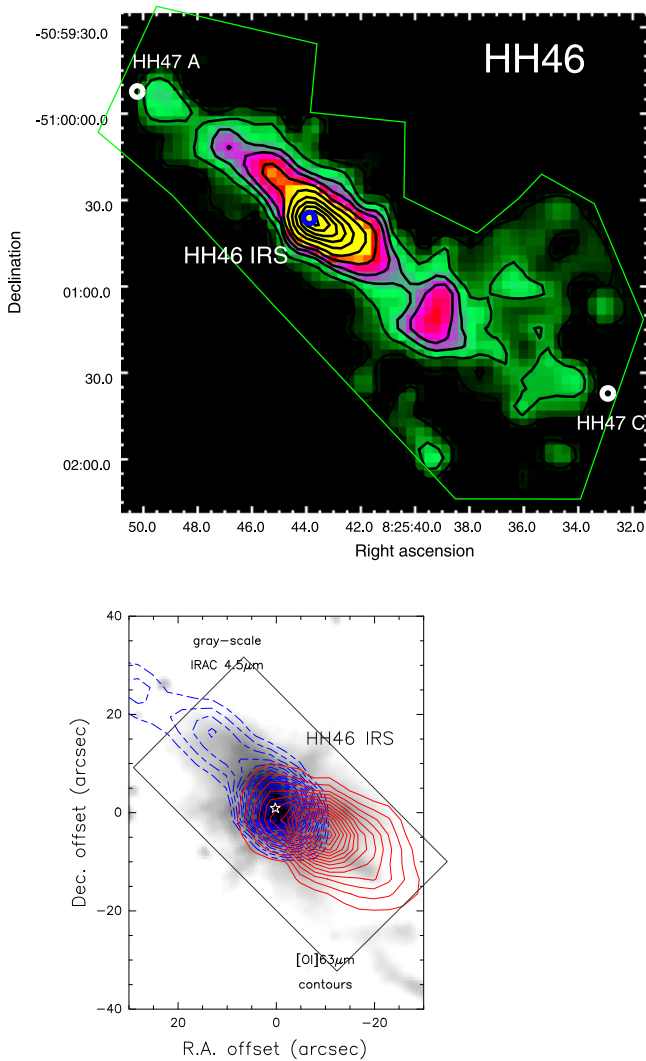 -50:59:30.0
HH47 A
HH46
-51:00:00.0
30.0
HH46 IRS
01:00.0
30.0
HH47 C
02:00.0
Declination
50.0 48.0 46.0 44.0 42.0 8:25:40.0 38.0 36.0 34.0 32.0
Right ascension
40
gray-scale
IRAC 4.5μm
20
HH46 IRS
0
-20
[OI]63μm
contours
-40
Dec. offset (arcsec)
20 0 -20
R.A. offset (arcsec)